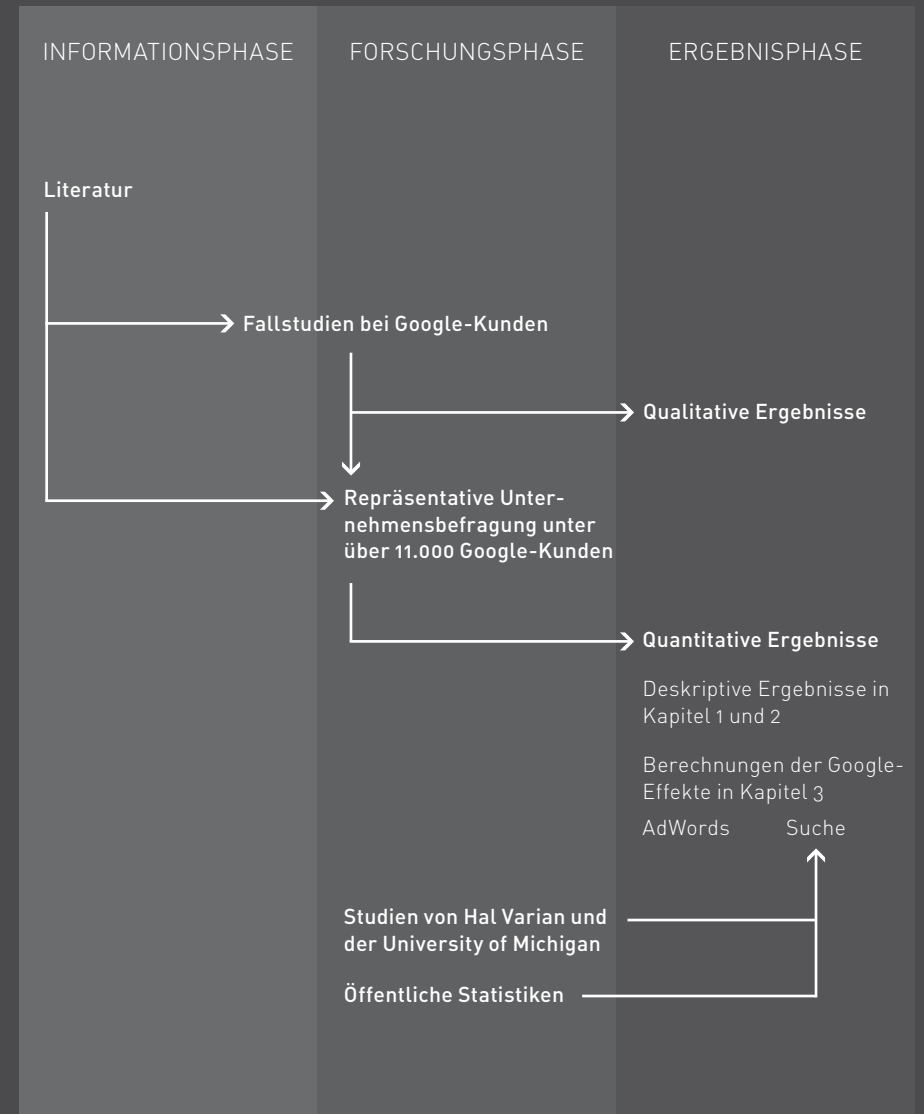 INFORMATIONSPHASE
FORSCHUNGSPHASE
ERGEBNISPHASE
Literatur
Fallstudien bei Google-Kunden
Qualitative Ergebnisse
Repräsentative Unter-
nehmensbefragung unter
über 11.000 Google-Kunden
Quantitative Ergebnisse
Deskriptive Ergebnisse in
Kapitel 1 und 2
Berechnungen der Google-
Effekte in Kapitel 3
AdWords Suche
Studien von Hal Varian und
der University of Michigan
Öffentliche Statistiken